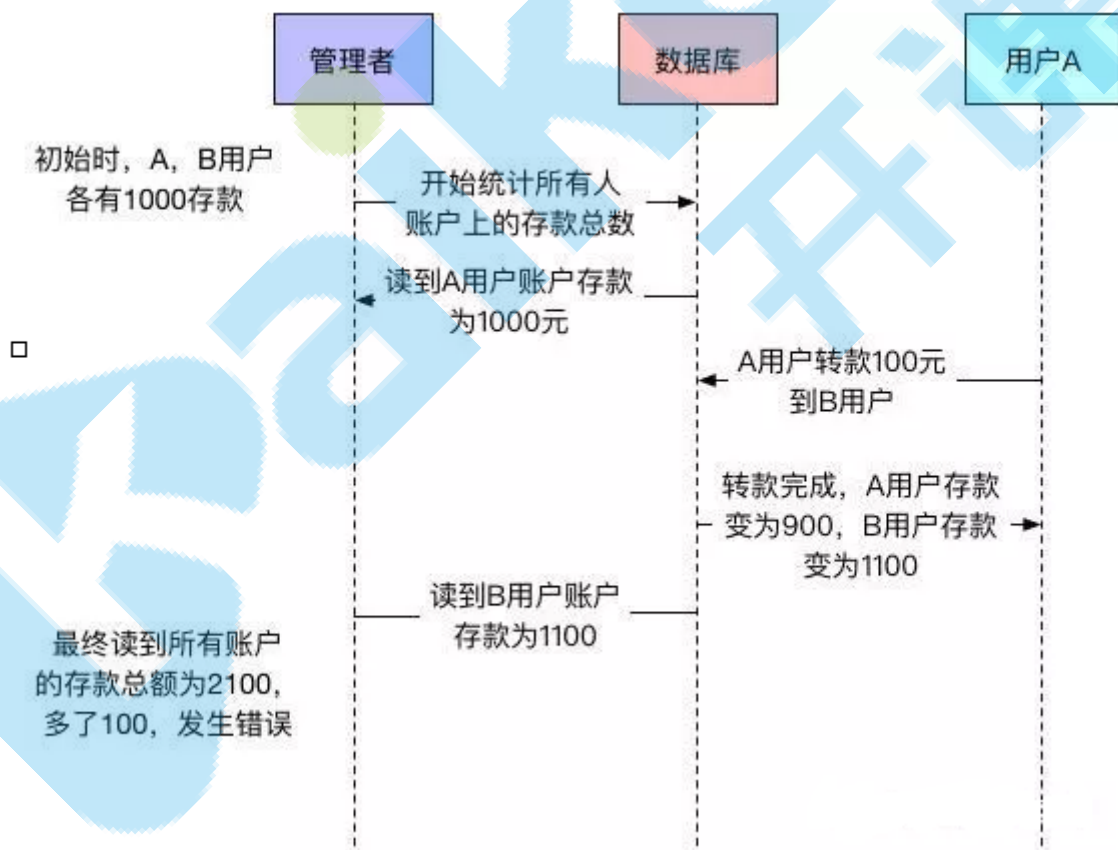 管理者
数据库
用户A
初始时，A，B用户
各有1000存款
开始统计所有人
账户上的存款总数
读到A用户账户存款
为1000元
A用户转款100元
到B用户
转款完成，A用户存款
变为900，B用户存款
变为1100
读到B用户账户
存款为1100
最终读到所有账户
的存款总额为2100，
多了100，发生错误